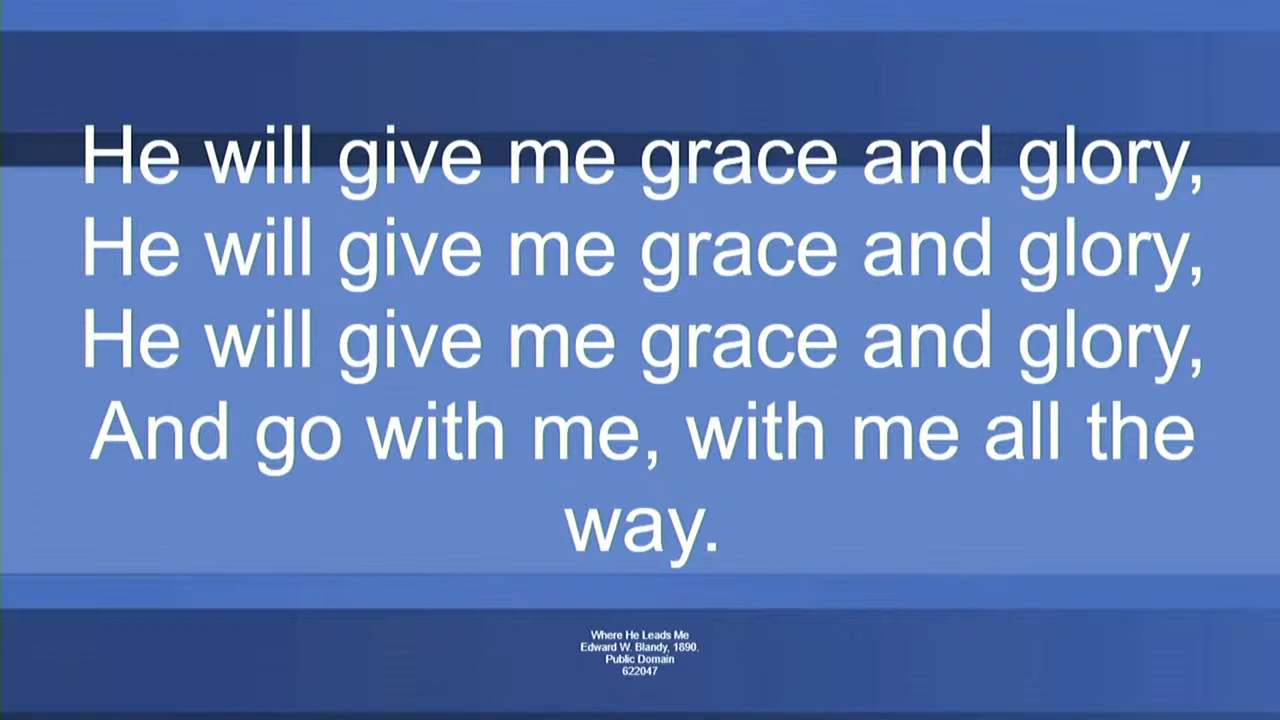 He will give me grace and glory,
He will give me grace and glory,
He will give me grace and glory,
And go with me, with me all the
way.
Where He Leads Me
Edward W. Blandy, 1890.
Public Domain
622047